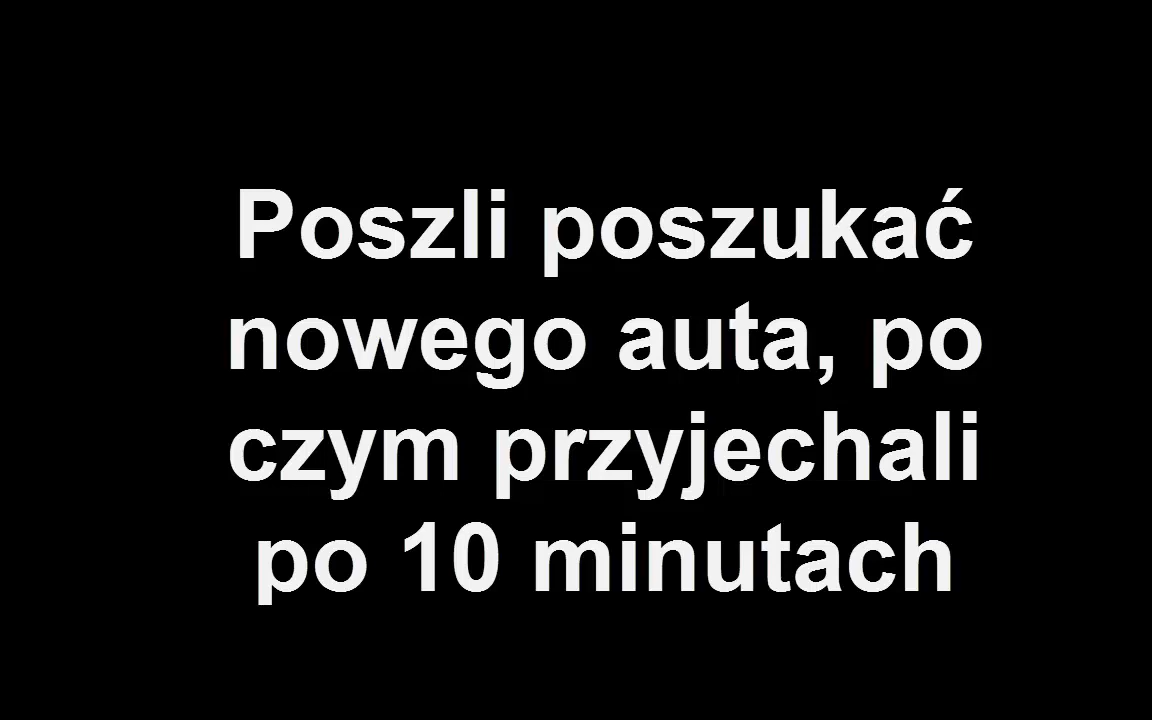 Poszli poszukać
nowego auta, po
czym przyjechali
po 10 minutach